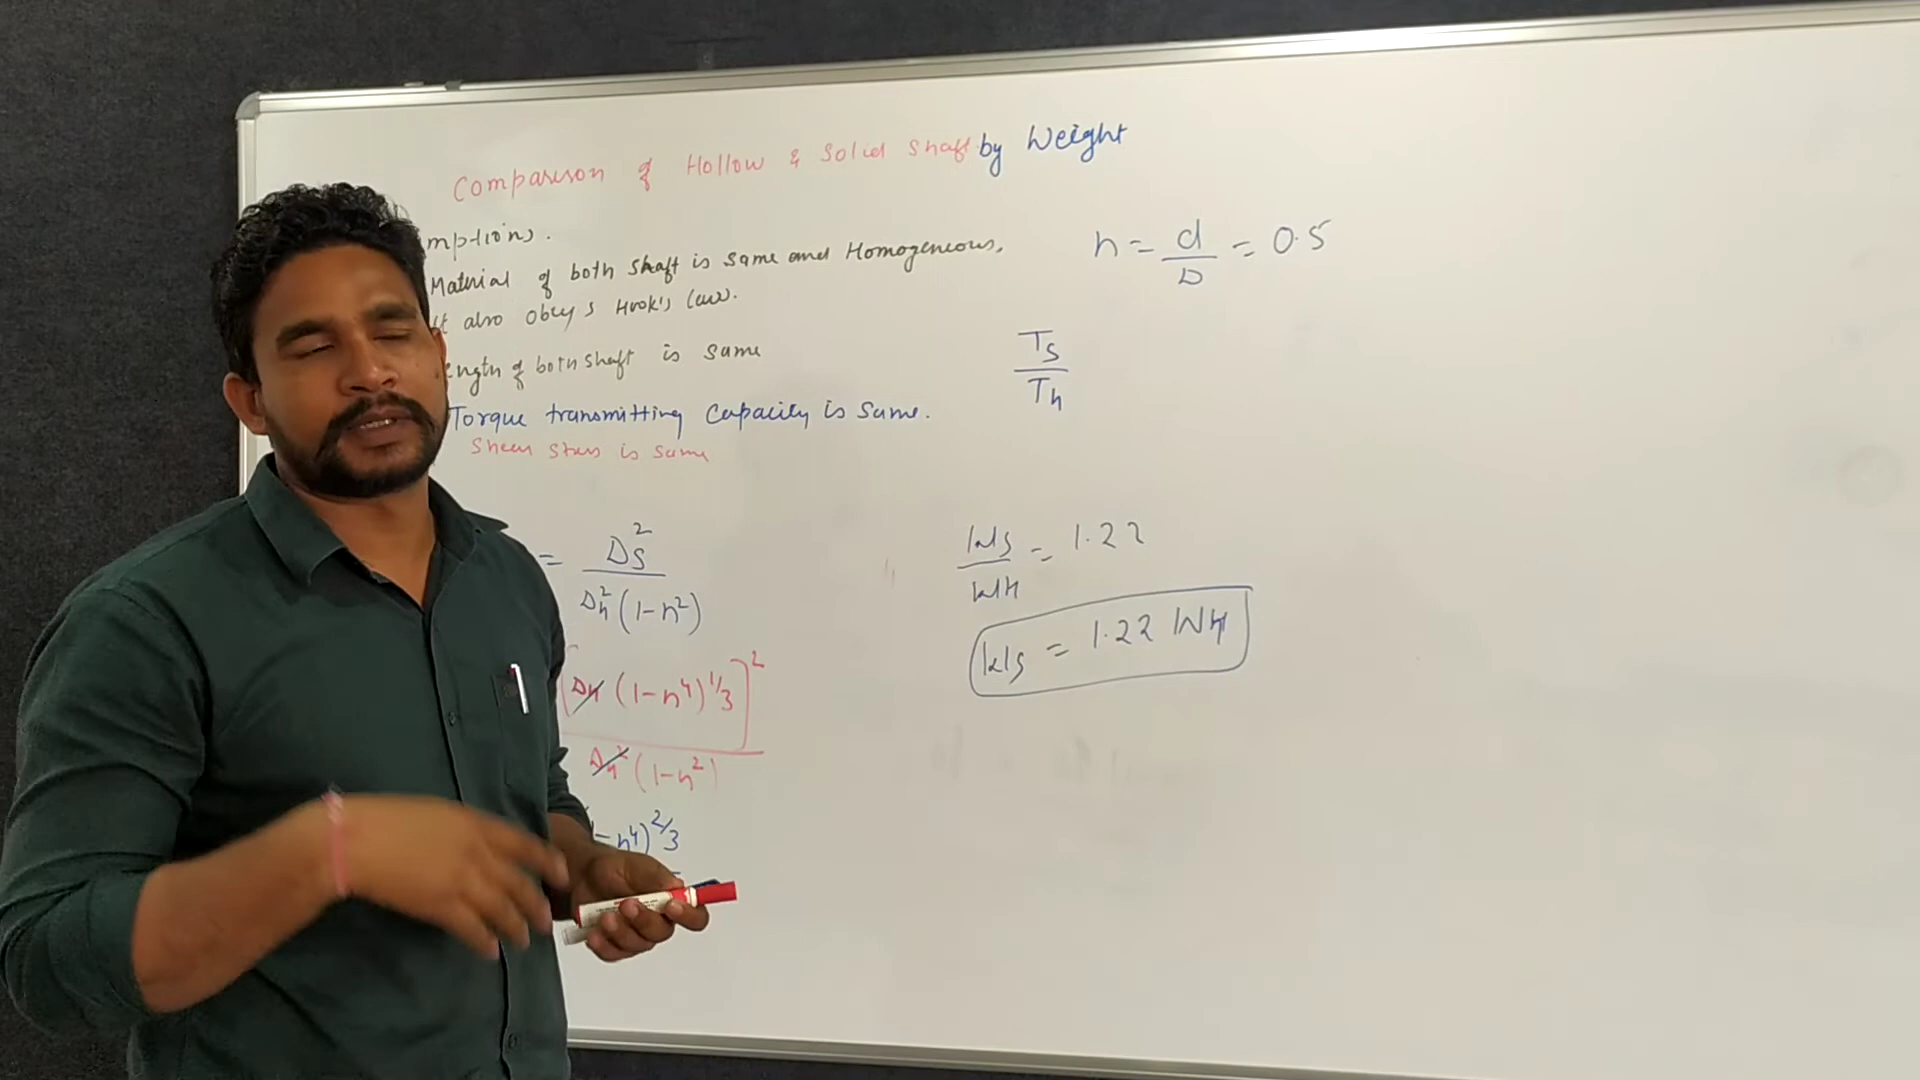 Comparison of Hollow & Solid Shaft by Weight
mptions.
Material of both Shaft is same and Homogeneous,
It also obey s Hook's law.
ength of both shaft is same
Torque transmitting Capacity is same.
Shear stress is same
n = d/D = 0.5
Ts/Th
= Ds²/Dh²(1-n²)
[Dh (1-n⁴)^1/3]²
Dh² (1-n²)
-n⁴)^2/3
Ws/WH = 1.22
Ws = 1.22 WH